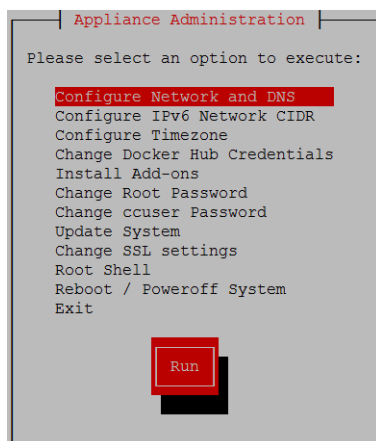 Appliance Administration
Please select an option to execute:
Configure Network and DNS
Configure IPv6 Network CIDR
Configure Timezone
Change Docker Hub Credentials
Install Add-ons
Change Root Password
Change ccuser Password
Update System
Change SSL settings
Root Shell
Reboot / Poweroff System
Exit
Run